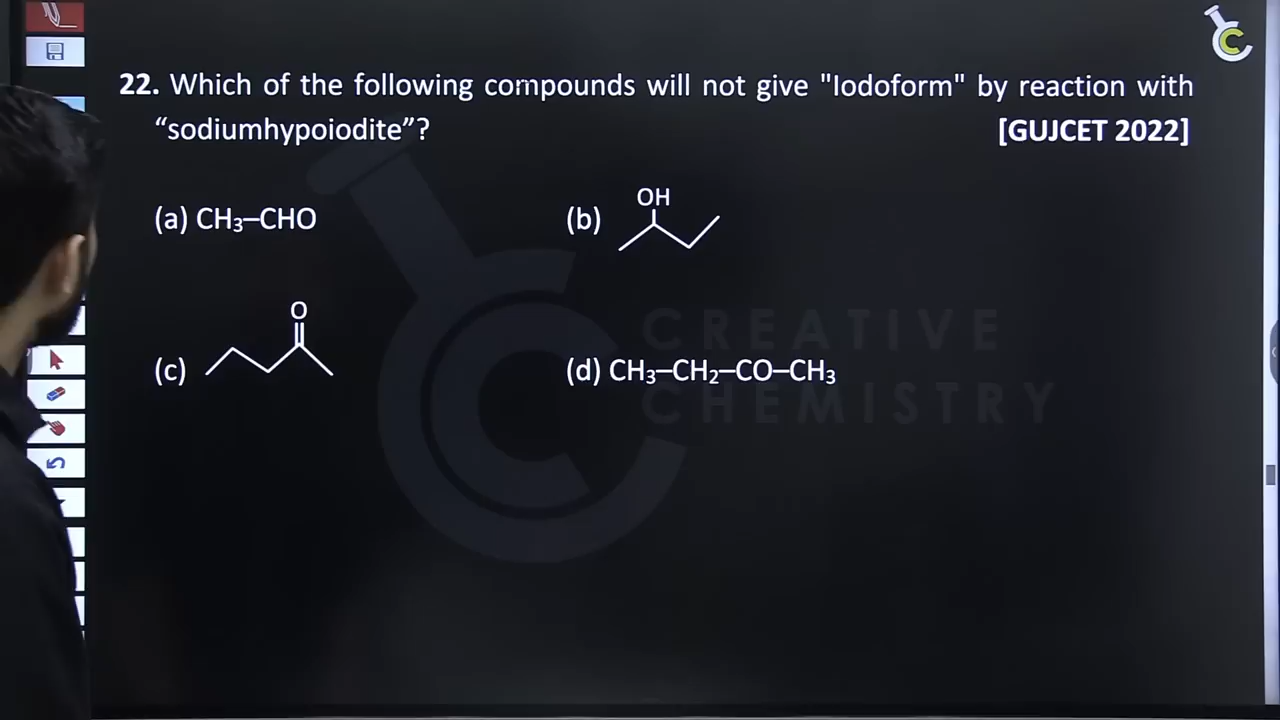 22. Which of the following compounds will not give "Iodoform" by reaction with
“sodiumhypoiodite”? [GUJCET 2022]
(a) CH₃–CHO
(b) OH
(c) O
(d) CH₃–CH₂–CO–CH₃
CREATIVE
CHEMISTRY